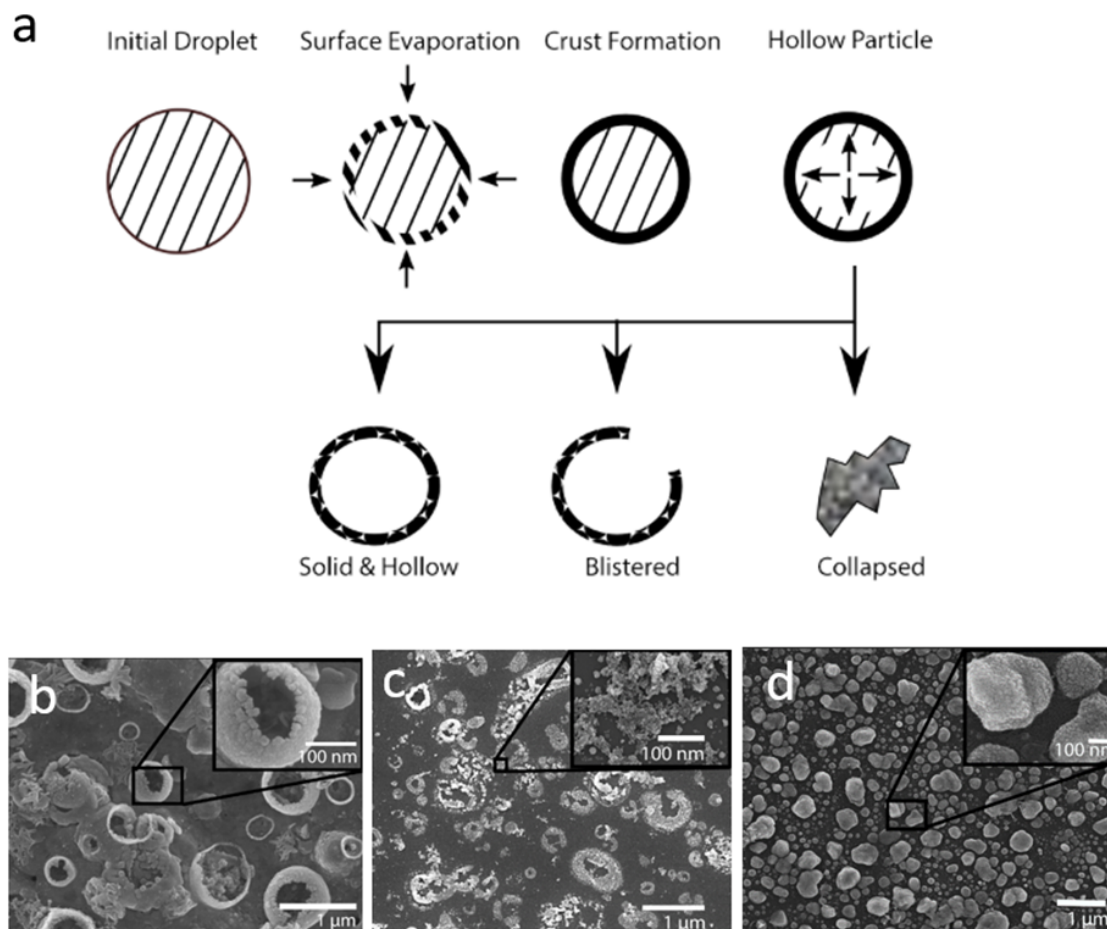 a
Initial Droplet
Surface Evaporation
Crust Formation
Hollow Particle
Solid & Hollow
Blistered
Collapsed
b
100 nm
1 µm
c
100 nm
1 µm
d
100 nm
1 µm